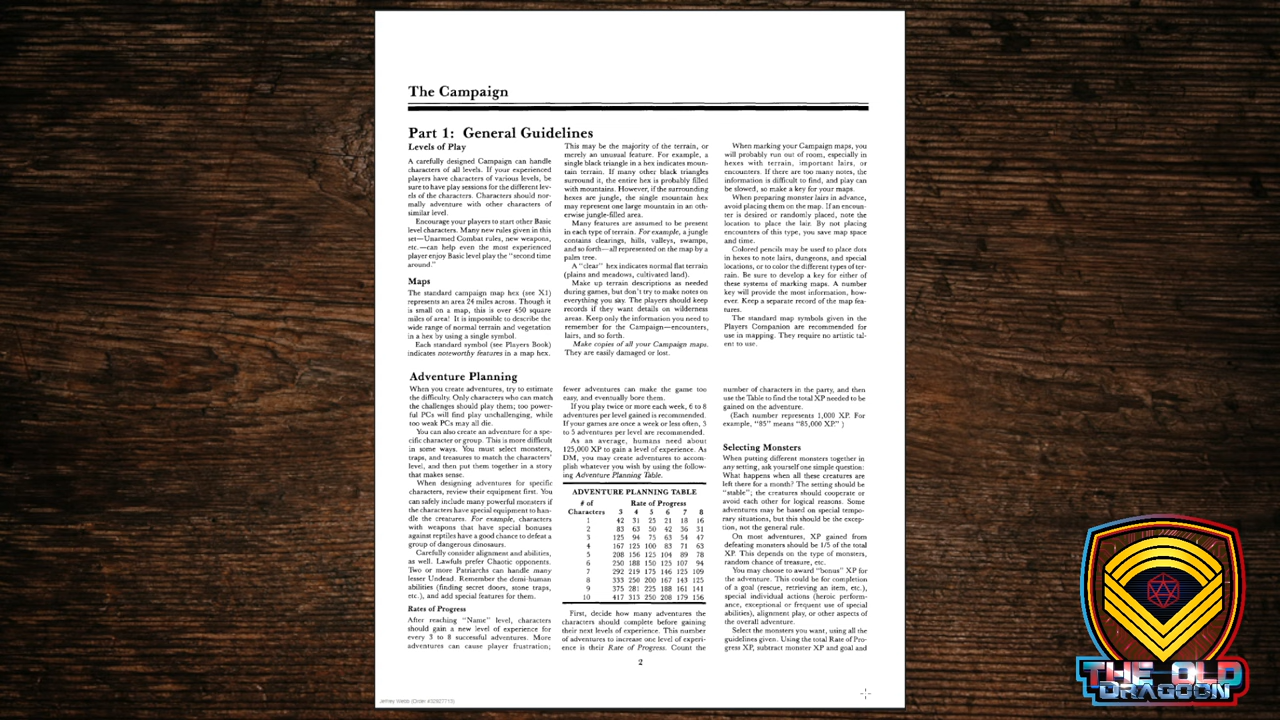 The Campaign
Part 1: General Guidelines
Levels of Play
A carefully designed Campaign can handle
characters of all levels. If your experienced
players have characters of various levels, be
sure to have play sessions for the different lev-
els of the characters. Characters should nor-
mally adventure with other characters of
similar level.
Encourage your players to start other Basic
level characters. Many new rules given in this
set—Unarmed Combat rules, new weapons,
etc.—can help even the most experienced
player enjoy Basic level play the "second time
around."
Maps
The standard campaign map hex (see X1)
represents an area 24 miles across. Though it
is small on a map, this is over 450 square
miles of area! It is impossible to describe the
wide range of normal terrain and vegetation
in a hex by using a single symbol.
Each standard symbol (see Players Book)
indicates noteworthy features in a map hex.
This may be the majority of the terrain, or
merely an unusual feature. For example, a
single black triangle in a hex indicates moun-
tain terrain. If many other black triangles
surround it, the entire hex is probably filled
with mountains. However, if the surrounding
hexes are jungle, the single mountain hex
may represent one large mountain in an oth-
erwise jungle-filled area.
Many features are assumed to be present
in each type of terrain. For example, a jungle
contains clearings, hills, valleys, swamps,
and so forth—all represented on the map by a
palm tree.
A "clear" hex indicates normal flat terrain
(plains and meadows, cultivated land).
Make up terrain descriptions as needed
during games, but don't try to make notes on
everything you say. The players should keep
records if they want details on wilderness
areas. Keep only the information you need to
remember for the Campaign—encounters,
lairs, and so forth.
Make copies of all your Campaign maps.
They are easily damaged or lost.
When marking your Campaign maps, you
will probably run out of room, especially in
hexes with terrain, important lairs, or
encounters. If there are too many notes, the
information is difficult to find, and play can
be slowed, so make a key for your maps.
When preparing monster lairs in advance,
avoid placing them on the map. If an encoun-
ter is desired or randomly placed, note the
location to place the lair. By not placing
encounters of this type, you save map space
and time.
Colored pencils may be used to place dots
in hexes to note lairs, dungeons, and special
locations, or to color the different types of ter-
rain. Be sure to develop a key for either of
these systems of marking maps. A number
key will provide the most information, how-
ever. Keep a separate record of the map fea-
tures.
The standard map symbols given in the
Players Companion are recommended for
use in mapping. They require no artistic tal-
ent to use.
Adventure Planning
When you create adventures, try to estimate
the difficulty. Only characters who can match
the challenges should play them; too power-
ful PCs will find play unchallenging, while
too weak PCs may all die.
You can also create an adventure for a spe-
cific character or group. This is more difficult
in some ways. You must select monsters,
traps, and treasures to match the characters'
level, and then put them together in a story
that makes sense.
When designing adventures for specific
characters, review their equipment first. You
can safely include many powerful monsters if
the characters have special equipment to han-
dle the creatures. For example, characters
with weapons that have special bonuses
against reptiles have a good chance to defeat a
group of dangerous dinosaurs.
Carefully consider alignment and abilities,
as well. Lawfuls prefer Chaotic opponents.
Two or more Patriarchs can handle many
lesser Undead. Remember the demi-human
abilities (finding secret doors, stone traps,
etc.), and add special features for them.
Rates of Progress
After reaching "Name" level, characters
should gain a new level of experience for
every 3 to 8 successful adventures. More
adventures can cause player frustration;
fewer adventures can make the game too
easy, and eventually bore them.
If you play twice or more each week, 6 to 8
adventures per level gained is recommended.
If your games are once a week or less often, 3
to 5 adventures per level are recommended.
As an average, humans need about
125,000 XP to gain a level of experience. As
DM, you may create adventures to accom-
plish whatever you wish by using the follow-
ing Adventure Planning Table.
ADVENTURE PLANNING TABLE
# of Rate of Progress
Characters 3 4 5 6 7 8
1 42 31 25 21 18 16
2 83 63 50 42 36 31
3 125 94 75 63 54 47
4 167 125 100 83 71 63
5 208 156 125 104 89 78
6 250 188 150 125 107 94
7 292 219 175 146 125 109
8 333 250 200 167 143 125
9 375 281 225 188 161 141
10 417 313 250 208 179 156
First, decide how many adventures the
characters should complete before gaining
their next levels of experience. This number
of adventures to increase one level of experi-
ence is their Rate of Progress. Count the
number of characters in the party, and then
use the Table to find the total XP needed to be
gained on the adventure.
(Each number represents 1,000 XP. For
example, "85" means "85,000 XP." )
Selecting Monsters
When putting different monsters together in
any setting, ask yourself one simple question:
What happens when all these creatures are
left there for a month? The setting should be
"stable"; the creatures should cooperate or
avoid each other for logical reasons. Some
adventures may be based on special tempo-
rary situations, but this should be the excep-
tion, not the general rule.
On most adventures, XP gained from
defeating monsters should be 1/5 of the total
XP. This depends on the type of monsters,
random chance of treasure, etc.
You may choose to award "bonus" XP for
the adventure. This could be for completion
of a goal (rescue, retrieving an item, etc.),
special individual actions (heroic perform-
ance, exceptional or frequent use of special
abilities), alignment play, or other aspects of
the overall adventure.
Select the monsters you want, using all the
guidelines given. Using the total Rate of Pro-
gress XP, subtract monster XP and goal and
2
THE OLD
DRAGOON